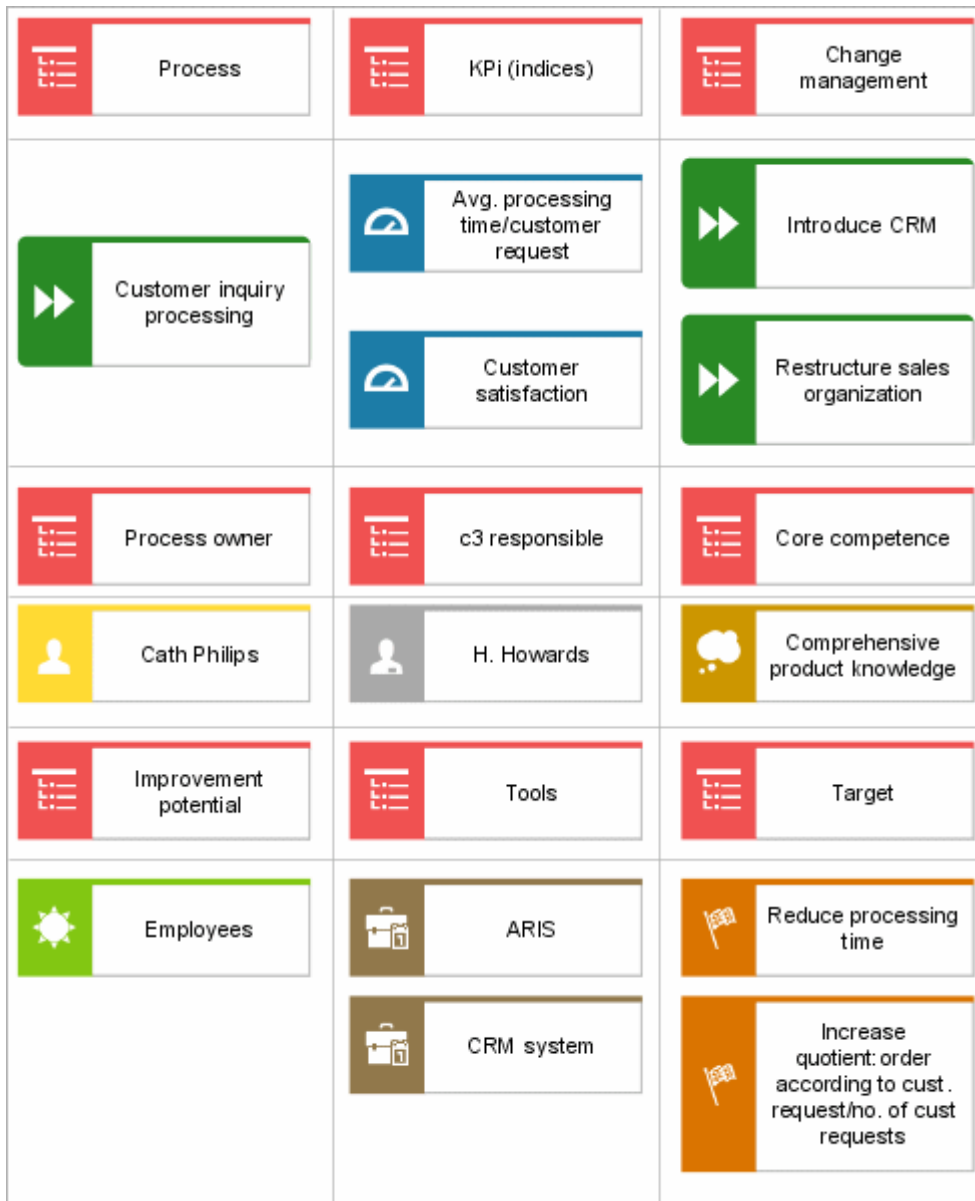 Process
KPi (indices)
Change
management
Customer inquiry
processing
Avg. processing
time/customer
request
Customer
satisfaction
Introduce CRM
Restructure sales
organization
Process owner
c3 responsible
Core competence
Cath Philips
H. Howards
Comprehensive
product knowledge
Improvement
potential
Tools
Target
Employees
ARIS
CRM system
Reduce processing
time
Increase
quotient: order
according to cust.
request/no. of cust
requests